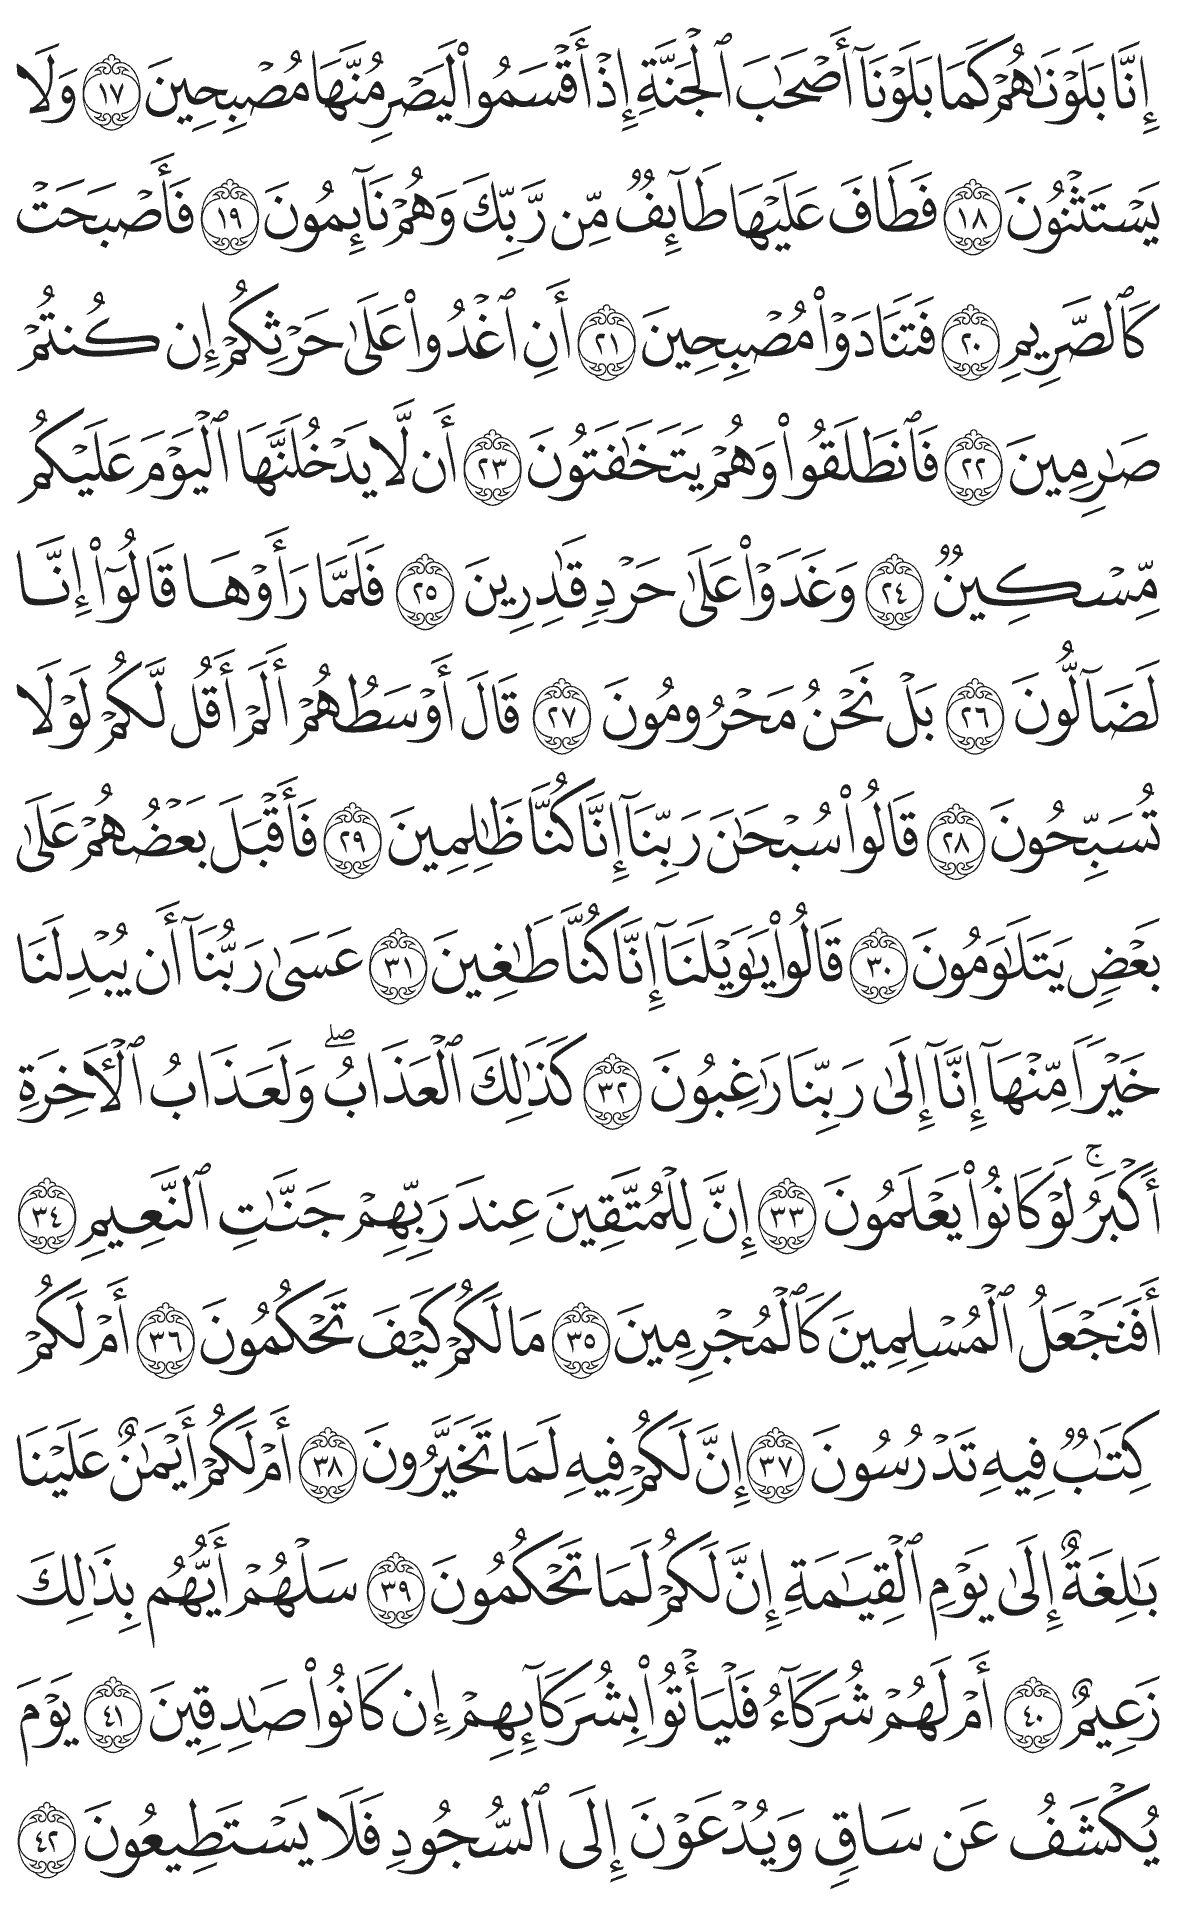 إِنَّا بَلَوْنَٰهُمْ كَمَا بَلَوْنَآ أَصْحَٰبَ ٱلْجَنَّةِ إِذْ أَقْسَمُوا۟ لَيَصْرِمُنَّهَا مُصْبِحِينَ ١٧ وَلَا
يَسْتَثْنُونَ ١٨ فَطَافَ عَلَيْهَا طَآئِفٌ مِّن رَّبِّكَ وَهُمْ نَآئِمُونَ ١٩ فَأَصْبَحَتْ
كَٱلصَّرِيمِ ٢٠ فَتَنَادَوْا۟ مُصْبِحِينَ ٢١ أَنِ ٱغْدُوا۟ عَلَىٰ حَرْثِكُمْ إِن كُنتُمْ
صَٰرِمِينَ ٢٢ فَٱنطَلَقُوا۟ وَهُمْ يَتَخَٰفَتُونَ ٢٣ أَن لَّا يَدْخُلَنَّهَا ٱلْيَوْمَ عَلَيْكُم
مِّسْكِينٌ ٢٤ وَغَدَوْا۟ عَلَىٰ حَرْدٍ قَٰدِرِينَ ٢٥ فَلَمَّا رَأَوْهَا قَالُوٓا۟ إِنَّا
لَضَآلُّونَ ٢٦ بَلْ نَحْنُ مَحْرُومُونَ ٢٧ قَالَ أَوْسَطُهُمْ أَلَمْ أَقُل لَّكُمْ لَوْلَا
تُسَبِّحُونَ ٢٨ قَالُوا۟ سُبْحَٰنَ رَبِّنَآ إِنَّا كُنَّا ظَٰلِمِينَ ٢٩ فَأَقْبَلَ بَعْضُهُمْ عَلَىٰ
بَعْضٍ يَتَلَٰوَمُونَ ٣٠ قَالُوا۟ يَٰوَيْلَنَآ إِنَّا كُنَّا طَٰغِينَ ٣١ عَسَىٰ رَبُّنَآ أَن يُبْدِلَنَا
خَيْرًا مِّنْهَآ إِنَّآ إِلَىٰ رَبِّنَا رَٰغِبُونَ ٣٢ كَذَٰلِكَ ٱلْعَذَابُ ۖ وَلَعَذَابُ ٱلْـَٔاخِرَةِ
أَكْبَرُ ۚ لَوْ كَانُوا۟ يَعْلَمُونَ ٣٣ إِنَّ لِلْمُتَّقِينَ عِندَ رَبِّهِمْ جَنَّٰتِ ٱلنَّعِيمِ ٣٤
أَفَنَجْعَلُ ٱلْمُسْلِمِينَ كَٱلْمُجْرِمِينَ ٣٥ مَا لَكُمْ كَيْفَ تَحْكُمُونَ ٣٦ أَمْ لَكُمْ
كِتَٰبٌ فِيهِ تَدْرُسُونَ ٣٧ إِنَّ لَكُمْ فِيهِ لَمَا تَخَيَّرُونَ ٣٨ أَمْ لَكُمْ أَيْمَٰنٌ عَلَيْنَا
بَٰلِغَةٌ إِلَىٰ يَوْمِ ٱلْقِيَٰمَةِ إِنَّ لَكُمْ لَمَا تَحْكُمُونَ ٣٩ سَلْهُمْ أَيُّهُم بِذَٰلِكَ
زَعِيمٌ ٤٠ أَمْ لَهُمْ شُرَكَآءُ فَلْيَأْتُوا۟ بِشُرَكَآئِهِمْ إِن كَانُوا۟ صَٰدِقِينَ ٤١ يَوْمَ
يُكْشَفُ عَن سَاقٍ وَيُدْعَوْنَ إِلَى ٱلسُّجُودِ فَلَا يَسْتَطِيعُونَ ٤٢